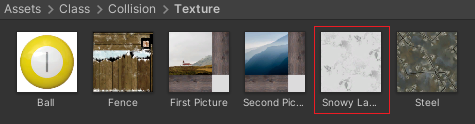 Assets > Class > Collision > Texture
Ball Fence First Picture Second Pic... Snowy La... Steel